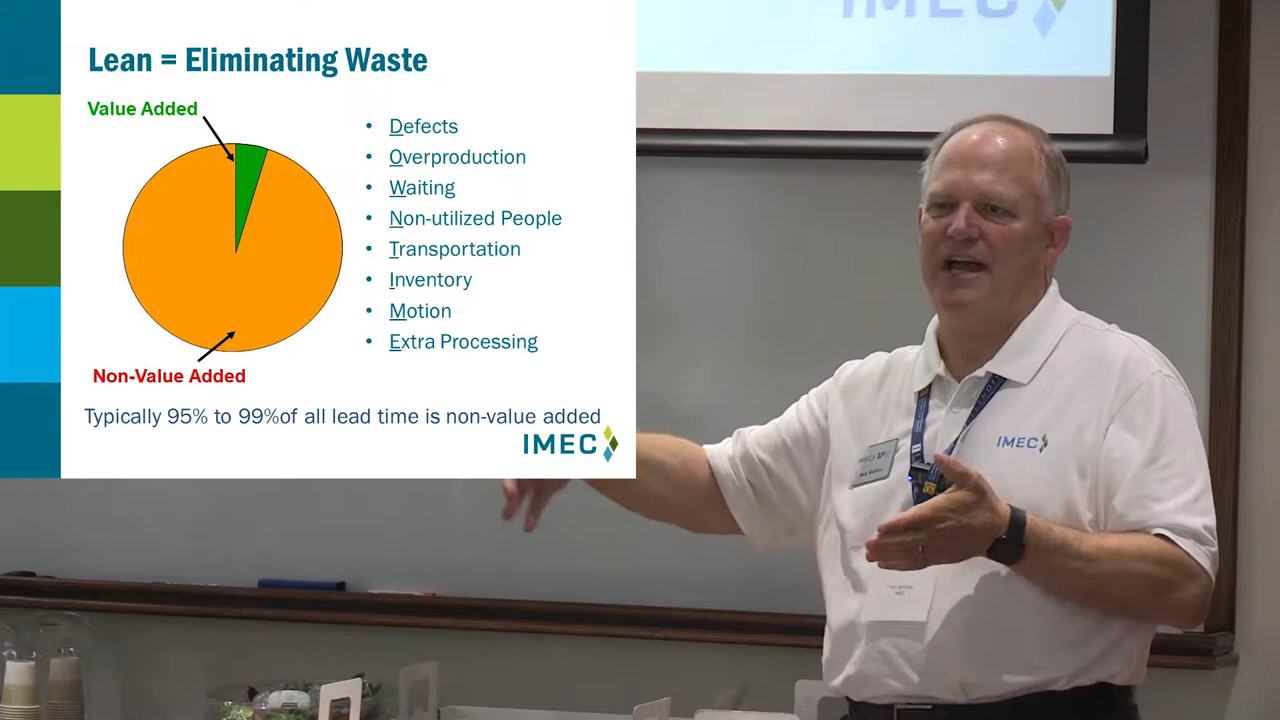 IMEC
Lean = Eliminating Waste
Value Added
• Defects
• Overproduction
• Waiting
• Non-utilized People
• Transportation
• Inventory
• Motion
• Extra Processing
Non-Value Added
Typically 95% to 99%of all lead time is non-value added
IMEC
IMEC